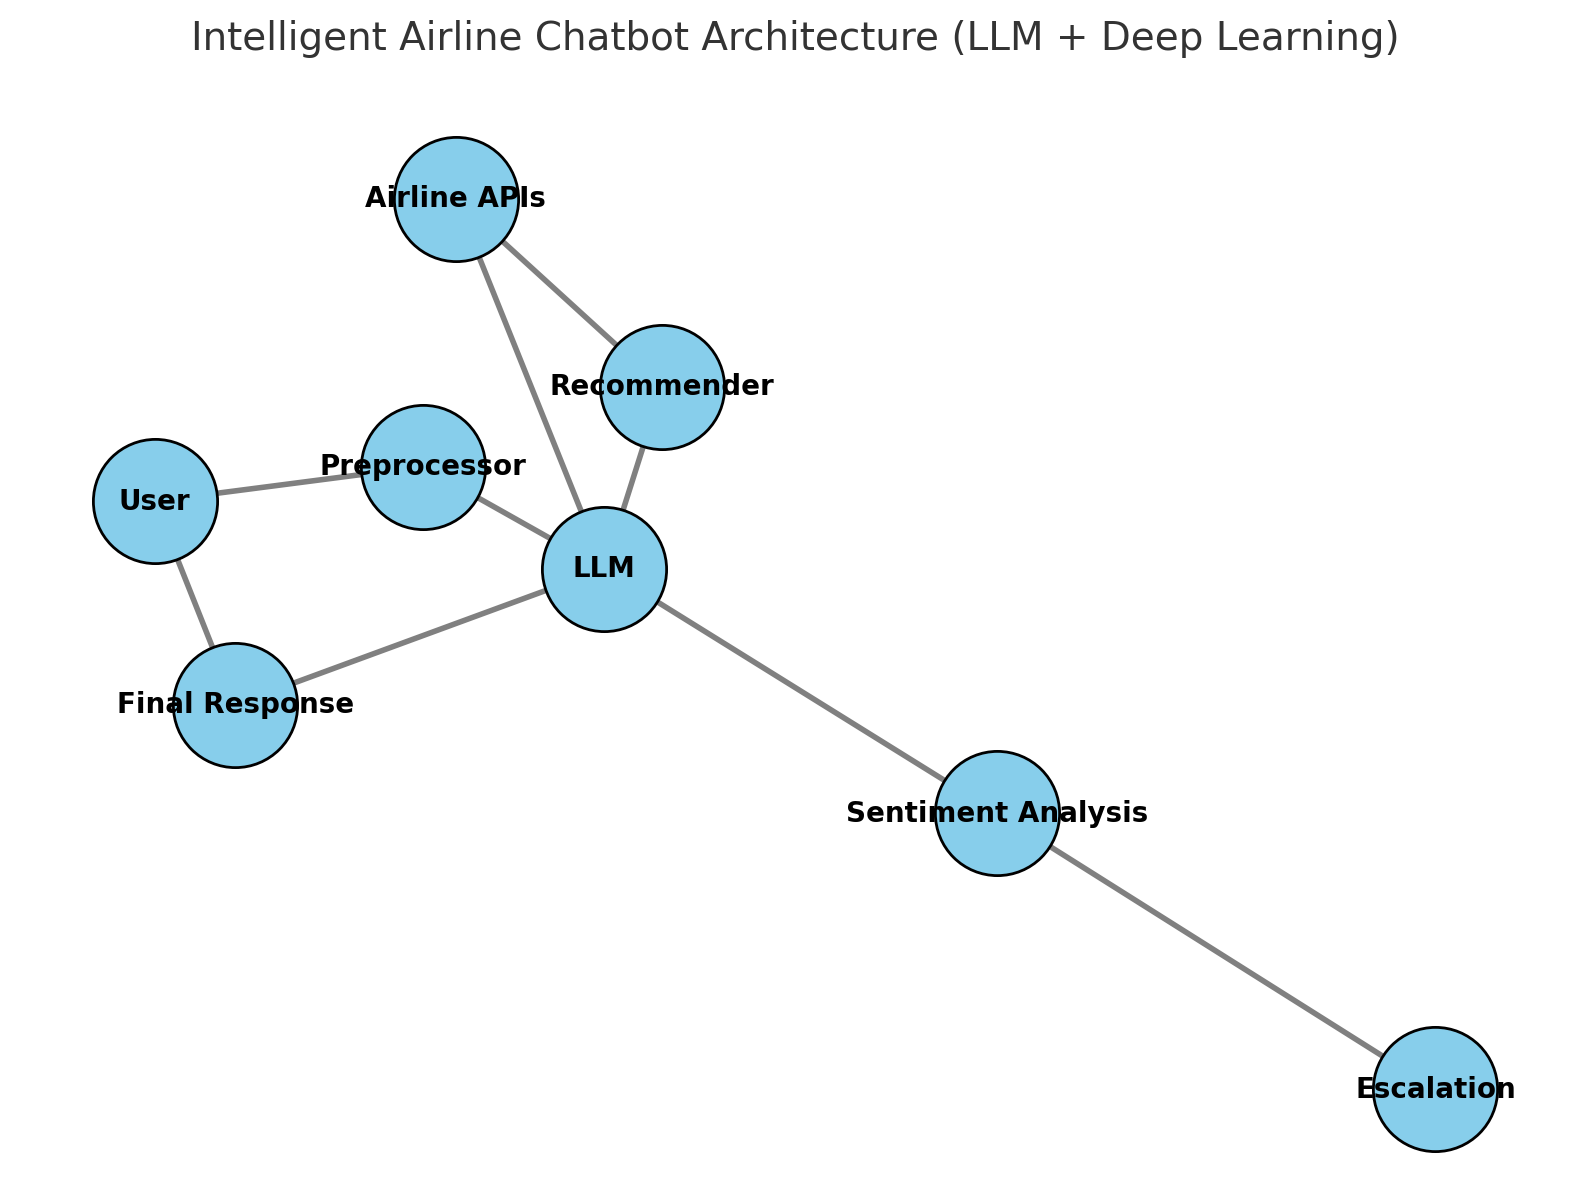 Intelligent Airline Chatbot Architecture (LLM + Deep Learning)
Airline APIs
Recommender
Preprocessor
User
LLM
Final Response
Sentiment Analysis
Escalation